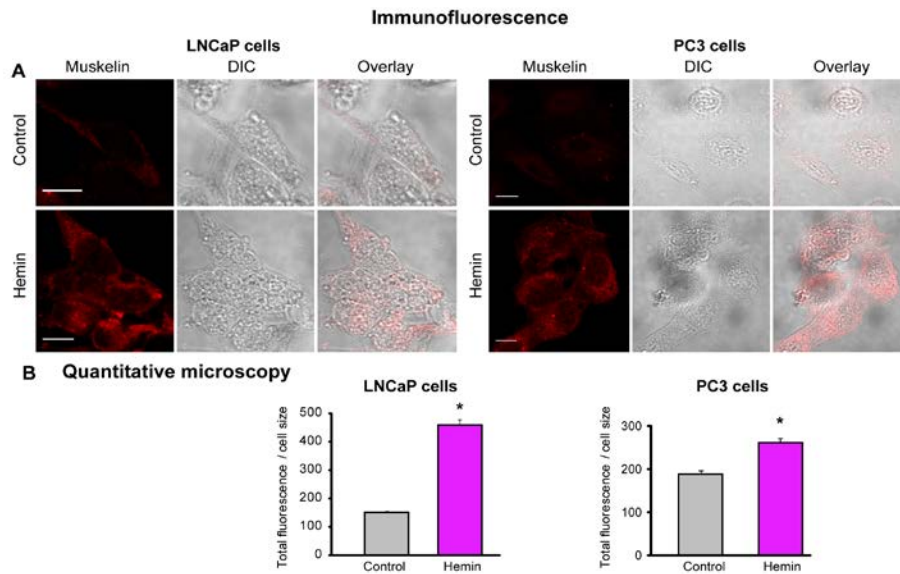 Immunofluorescence
LNCaP cells
PC3 cells
A
Muskelin
DIC
Overlay
Muskelin
DIC
Overlay
Control
Control
Hemin
Hemin
B
Quantitative microscopy
LNCaP cells
Total fluorescence / cell size
500
400
300
200
100
0
*
Control
Hemin
PC3 cells
Total fluorescence / cell size
300
200
100
0
*
Control
Hemin